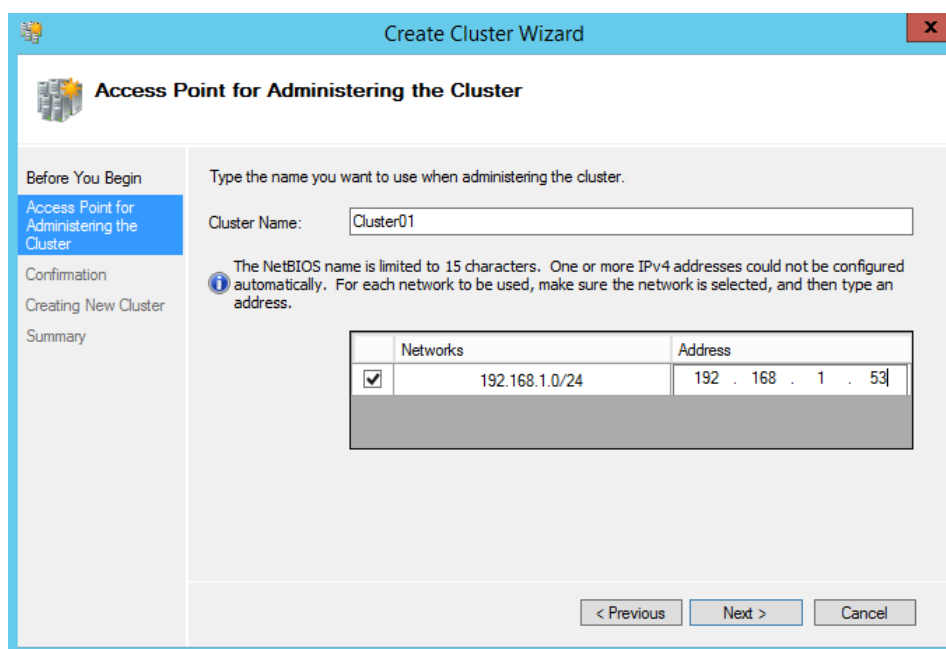 Create Cluster Wizard
x
Access Point for Administering the Cluster
Before You Begin
Access Point for
Administering the
Cluster
Confirmation
Creating New Cluster
Summary
Type the name you want to use when administering the cluster.
Cluster Name: Cluster01
The NetBIOS name is limited to 15 characters. One or more IPv4 addresses could not be configured
automatically. For each network to be used, make sure the network is selected, and then type an
address.
Networks Address
192.168.1.0/24 192 . 168 . 1 . 53
< Previous Next > Cancel